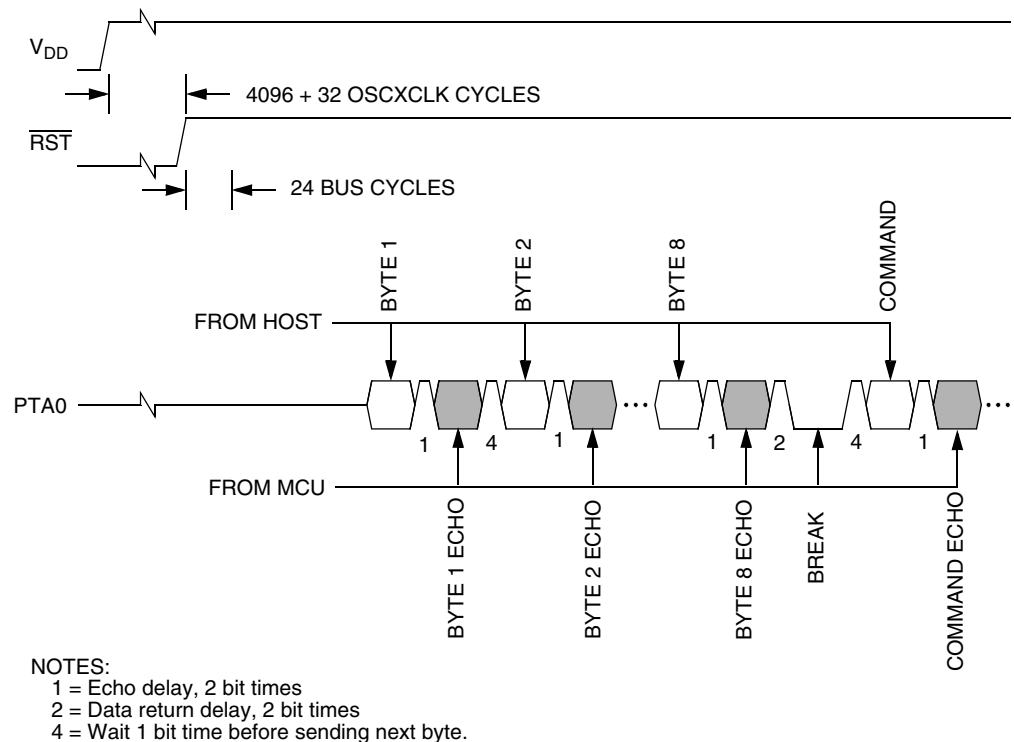 VDD
4096 + 32 OSCXCLK CYCLES
RST
24 BUS CYCLES
BYTE 1
BYTE 2
BYTE 8
COMMAND
FROM HOST
PTA0
1
4
1
1
2
4
1
FROM MCU
BYTE 1 ECHO
BYTE 2 ECHO
BYTE 8 ECHO
BREAK
COMMAND ECHO
NOTES:
1 = Echo delay, 2 bit times
2 = Data return delay, 2 bit times
4 = Wait 1 bit time before sending next byte.